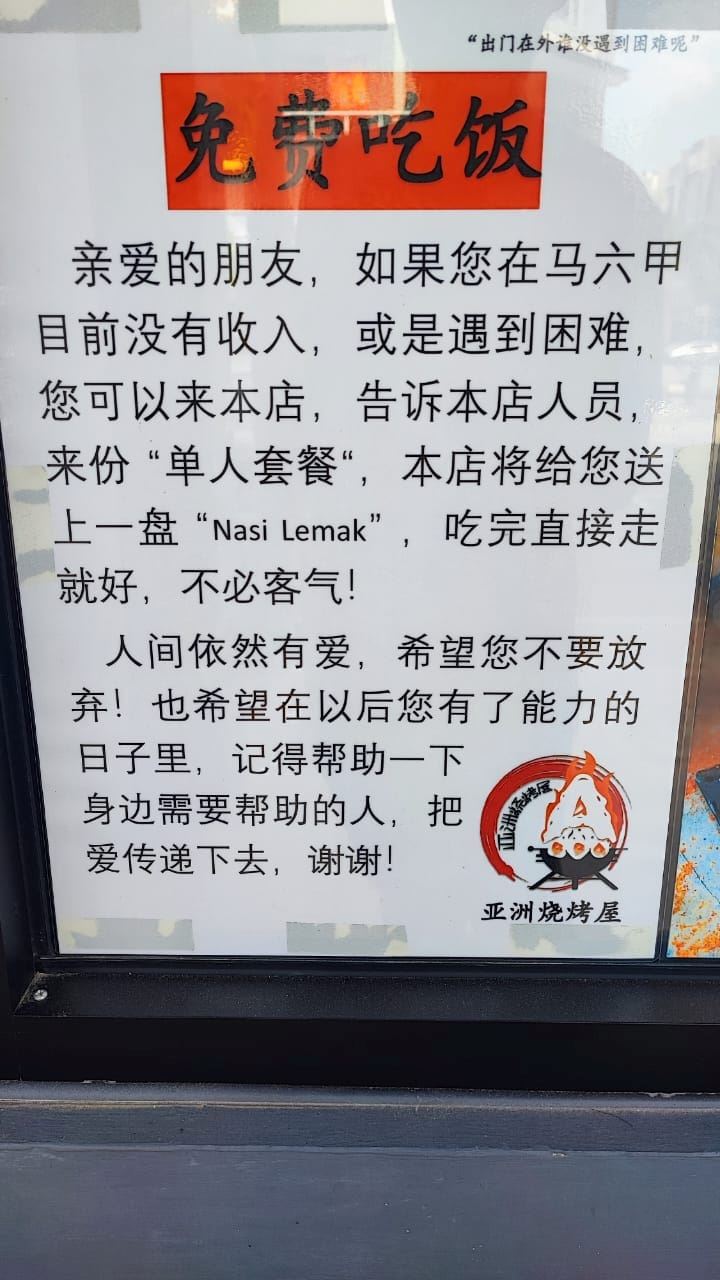 “出门在外谁没遇到困难呢”
免费吃饭
亲爱的朋友，如果您在马六甲
目前没有收入，或是遇到困难，
您可以来本店，告诉本店人员，
来份“单人套餐“，本店将给您送
上一盘“Nasi Lemak”，吃完直接走
就好，不必客气！
人间依然有爱，希望您不要放
弃！也希望在以后您有了能力的
日子里，记得帮助一下
身边需要帮助的人，把
爱传递下去，谢谢！
亚洲烧烤屋
亚洲烧烤屋